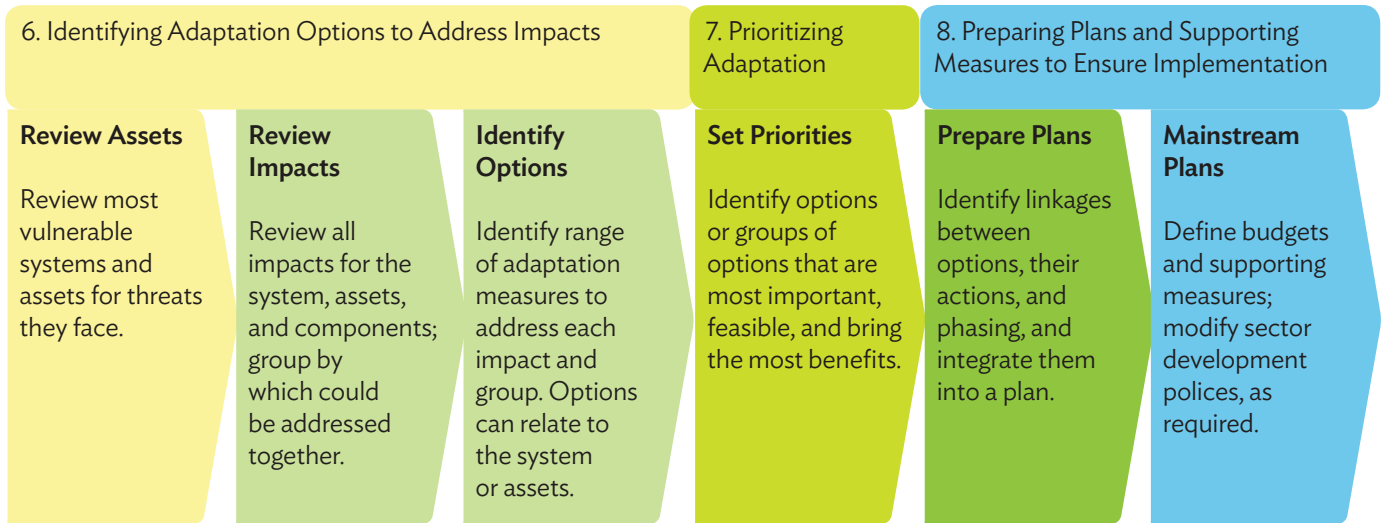 6. Identifying Adaptation Options to Address Impacts
7. Prioritizing
Adaptation
8. Preparing Plans and Supporting
Measures to Ensure Implementation
Review Assets
Review most
vulnerable
systems and
assets for threats
they face.
Review
Impacts
Review all
impacts for the
system, assets,
and components;
group by
which could
be addressed
together.
Identify
Options
Identify range
of adaptation
measures to
address each
impact and
group. Options
can relate to
the system
or assets.
Set Priorities
Identify options
or groups of
options that are
most important,
feasible, and bring
the most benefits.
Prepare Plans
Identify linkages
between
options, their
actions, and
phasing, and
integrate them
into a plan.
Mainstream
Plans
Define budgets
and supporting
measures;
modify sector
development
polices, as
required.